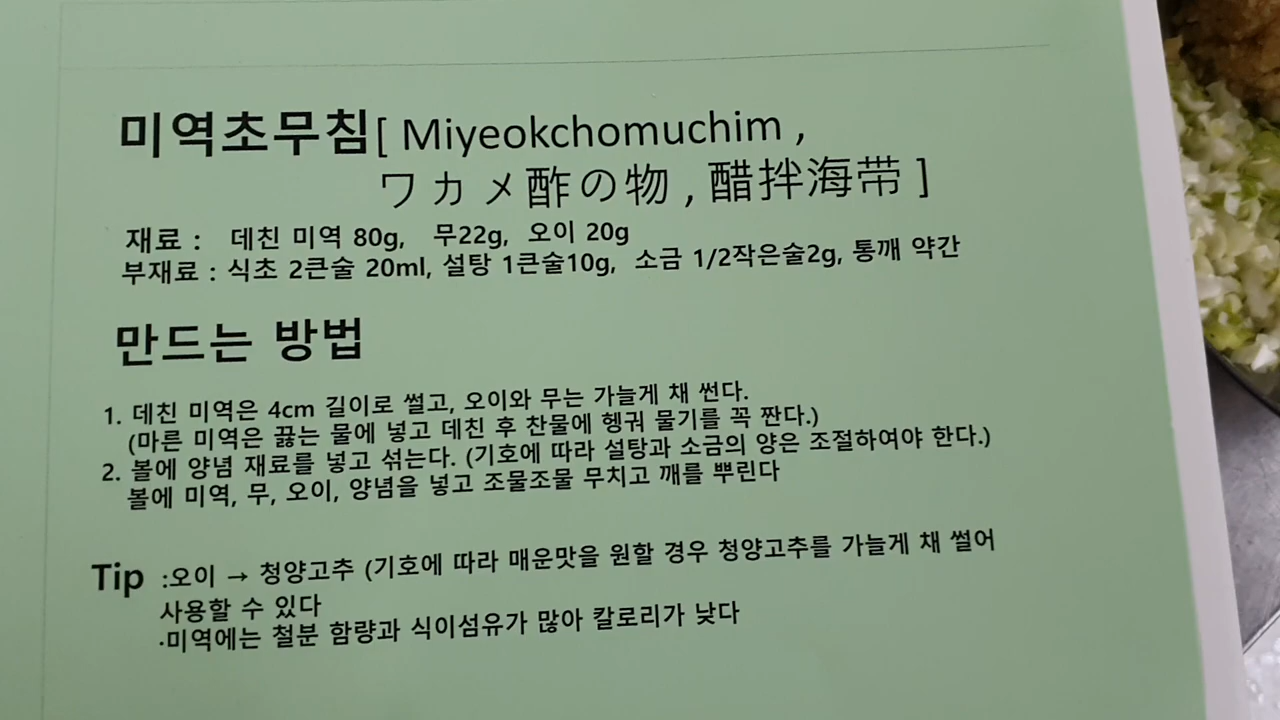 미역초무침[ Miyeokchomuchim ,
ワカメ酢の物 , 醋拌海带 ]
재료 : 데친 미역 80g, 무22g, 오이 20g
부재료 : 식초 2큰술 20ml, 설탕 1큰술10g, 소금 1/2작은술2g, 통깨 약간
만드는 방법
1. 데친 미역은 4cm 길이로 썰고, 오이와 무는 가늘게 채 썬다.
(마른 미역은 끓는 물에 넣고 데친 후 찬물에 헹궈 물기를 꼭 짠다.)
2. 볼에 양념 재료를 넣고 섞는다. (기호에 따라 설탕과 소금의 양은 조절하여야 한다.)
볼에 미역, 무, 오이, 양념을 넣고 조물조물 무치고 깨를 뿌린다
Tip :오이 → 청양고추 (기호에 따라 매운맛을 원할 경우 청양고추를 가늘게 채 썰어
사용할 수 있다
·미역에는 철분 함량과 식이섬유가 많아 칼로리가 낮다